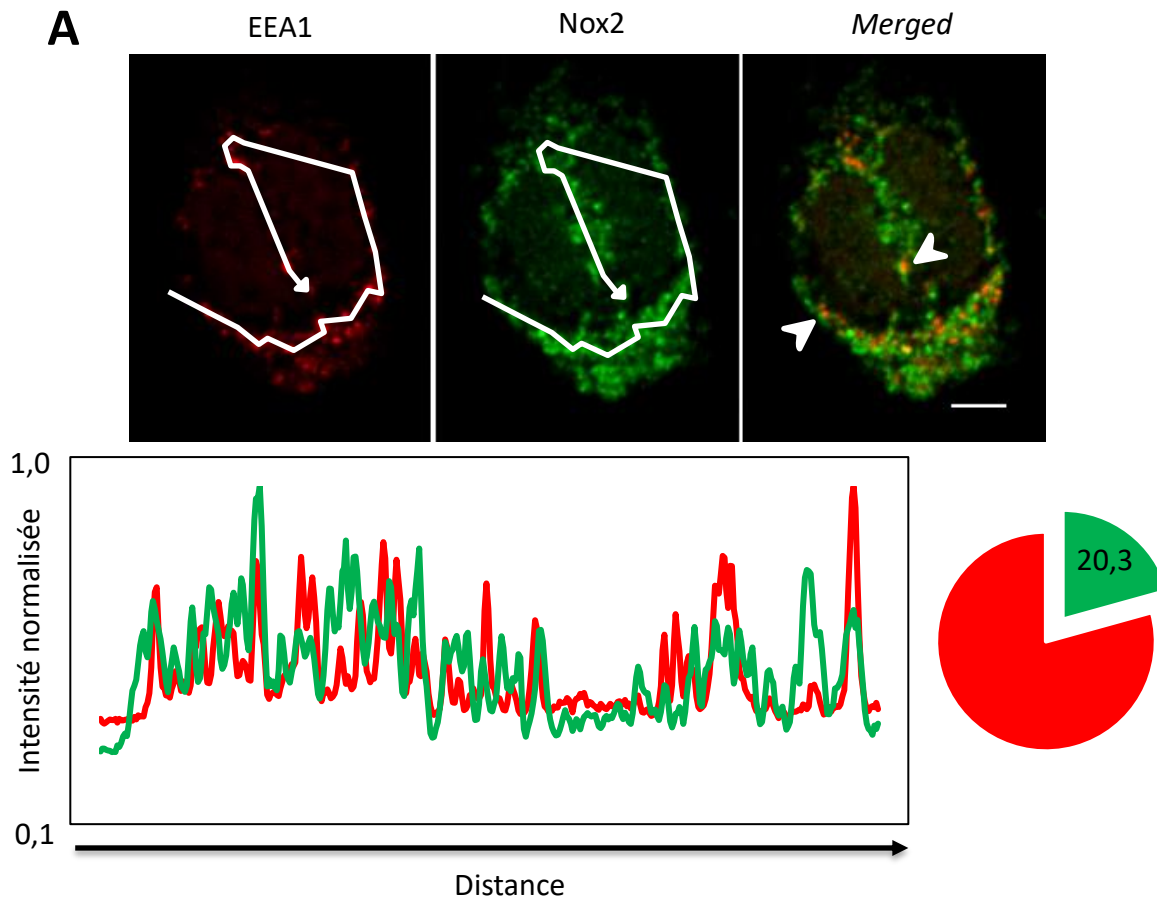 A
EEA1
Nox2
Merged
1,0
Intensité normalisée
0,1
Distance
20,3